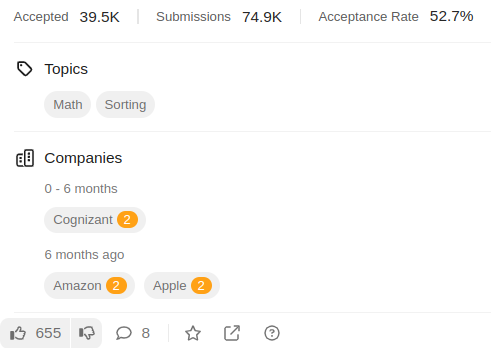 Accepted 39.5K Submissions 74.9K Acceptance Rate 52.7%
Topics
Math Sorting
Companies
0 - 6 months
Cognizant 2
6 months ago
Amazon 2 Apple 2
655 8